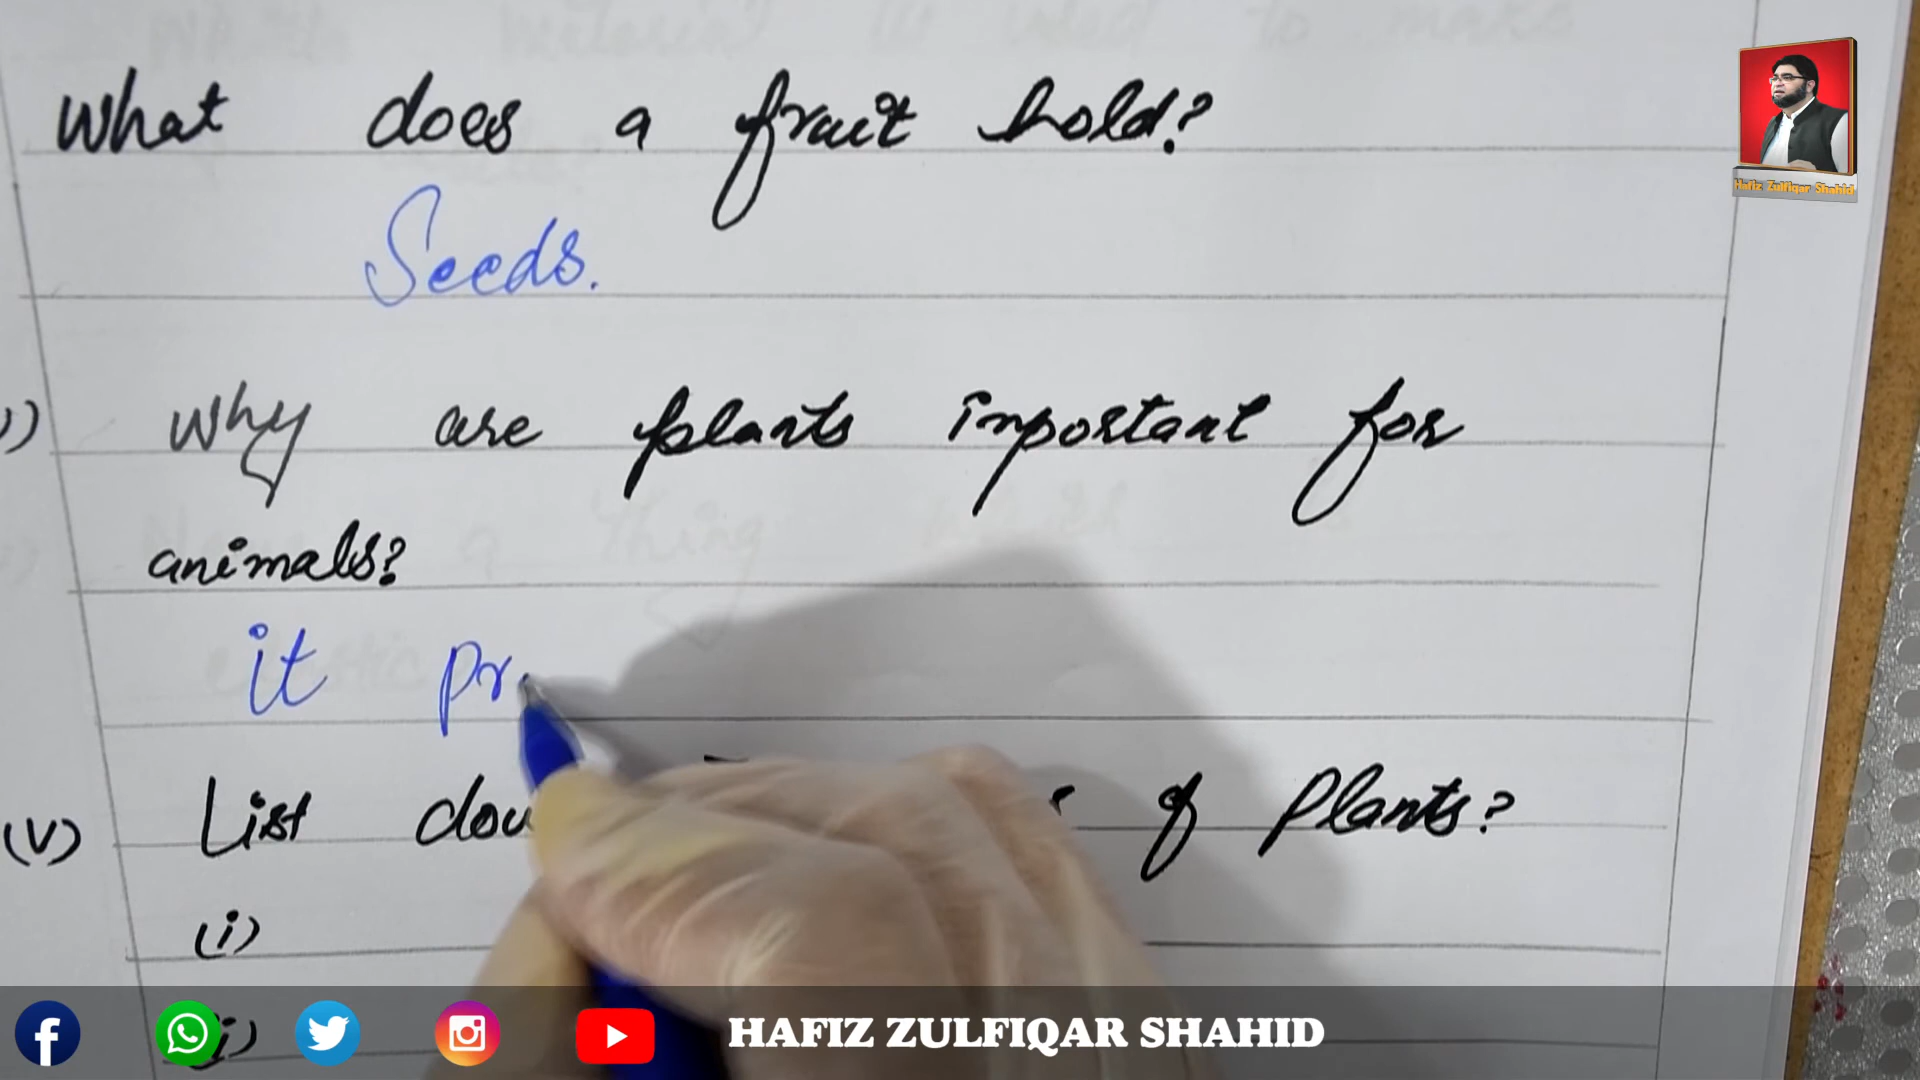 What does a fruit hold?
Hafiz Zulfiqar Shahid
Seeds.
Why are plants important for
animals?
it pr
(V) List of Plants?
(i)
HAFIZ ZULFIQAR SHAHID